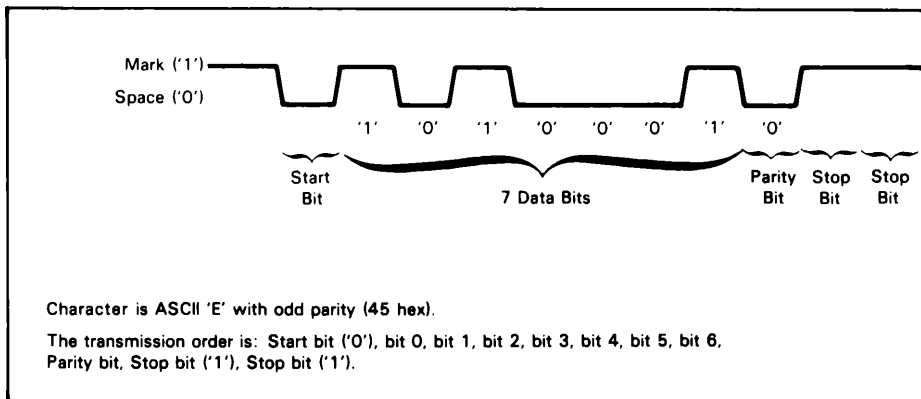 Mark ('1')
Space ('0')
'1' '0' '1' '0' '0' '0' '1' '0'
Start Bit
7 Data Bits
Parity Bit
Stop Bit
Stop Bit
Character is ASCII 'E' with odd parity (45 hex).
The transmission order is: Start bit ('0'), bit 0, bit 1, bit 2, bit 3, bit 4, bit 5, bit 6,
Parity bit, Stop bit ('1'), Stop bit ('1').